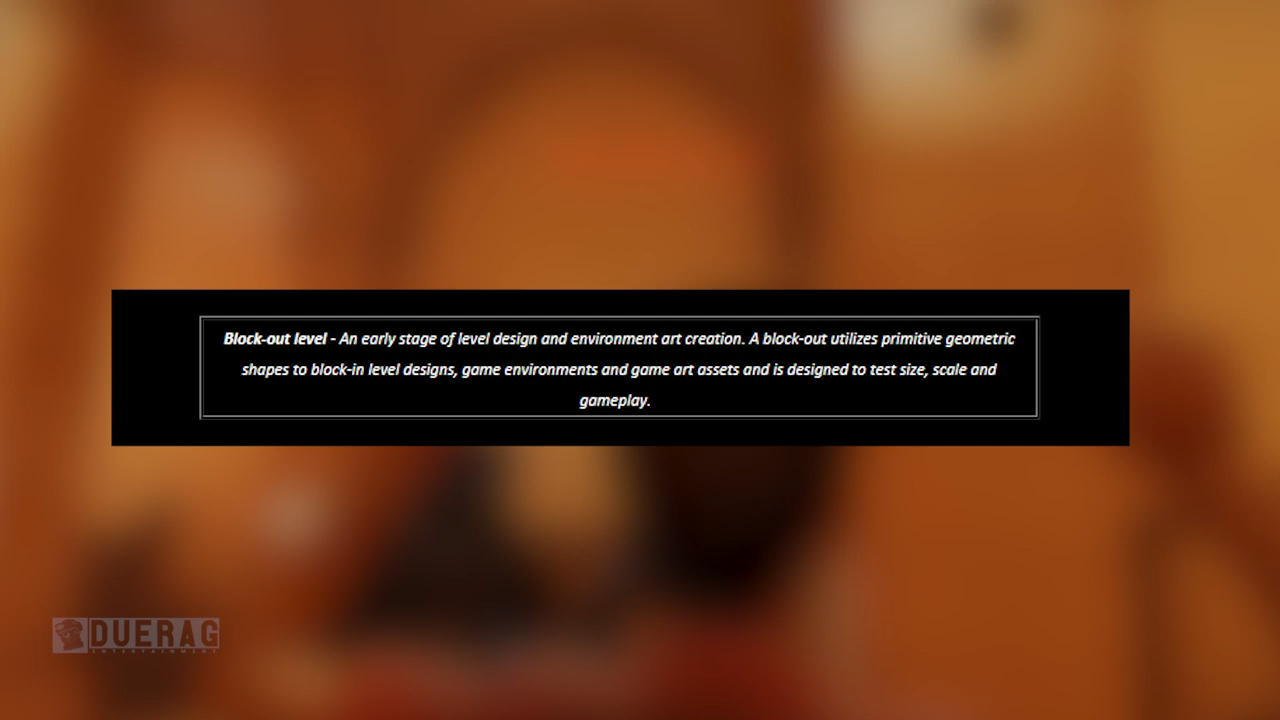 Block-out level - An early stage of level design and environment art creation. A block-out utilizes primitive geometric
shapes to block-in level designs, game environments and game art assets and is designed to test size, scale and
gameplay.
DUERAG
ENTERTAINMENT